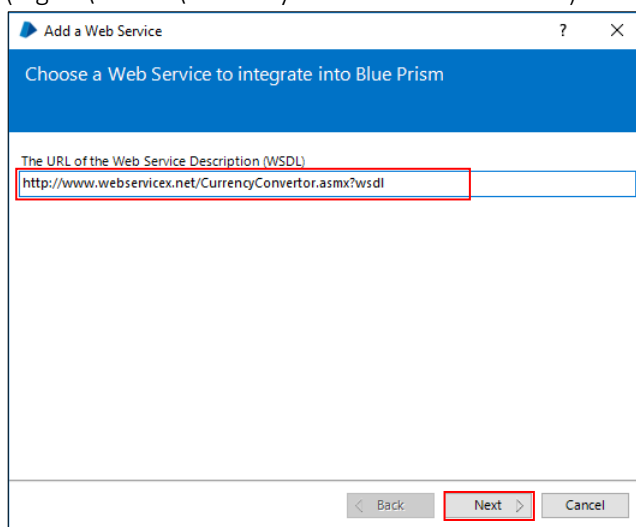 Add a Web Service ?
Choose a Web Service to integrate into Blue Prism
The URL of the Web Service Description (WSDL)
http://www.webservicex.net/CurrencyConvertor.asmx?wsdl
Back Next Cancel